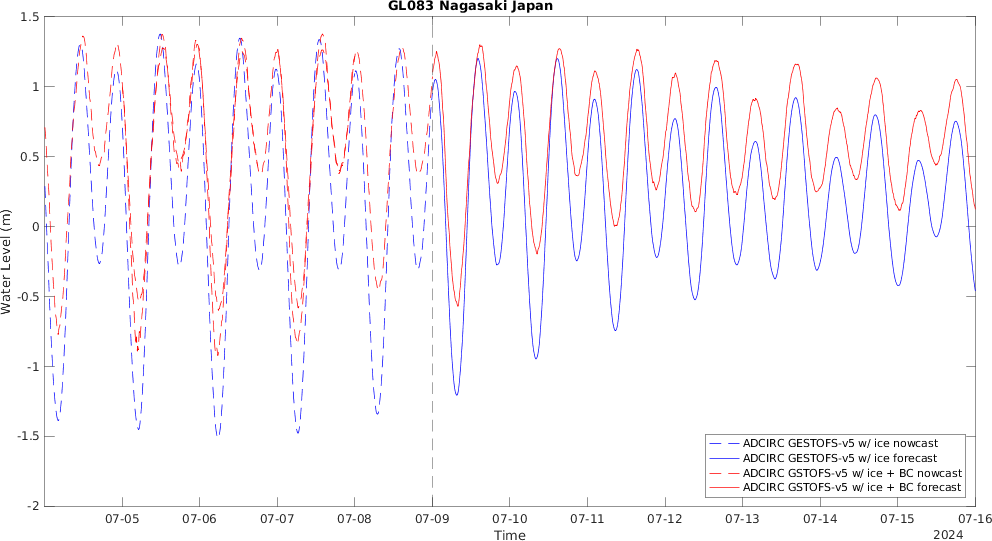 GL083 Nagasaki Japan
Water Level (m)
1.5
1
0.5
0
-0.5
-1
-1.5
-2
07-05 07-06 07-07 07-08 07-09 07-10 07-11 07-12 07-13 07-14 07-15 07-16
Time
2024
ADCIRC GESTOFS-v5 w/ ice nowcast
ADCIRC GESTOFS-v5 w/ ice forecast
ADCIRC GSTOFS-v5 w/ ice + BC nowcast
ADCIRC GSTOFS-v5 w/ ice + BC forecast